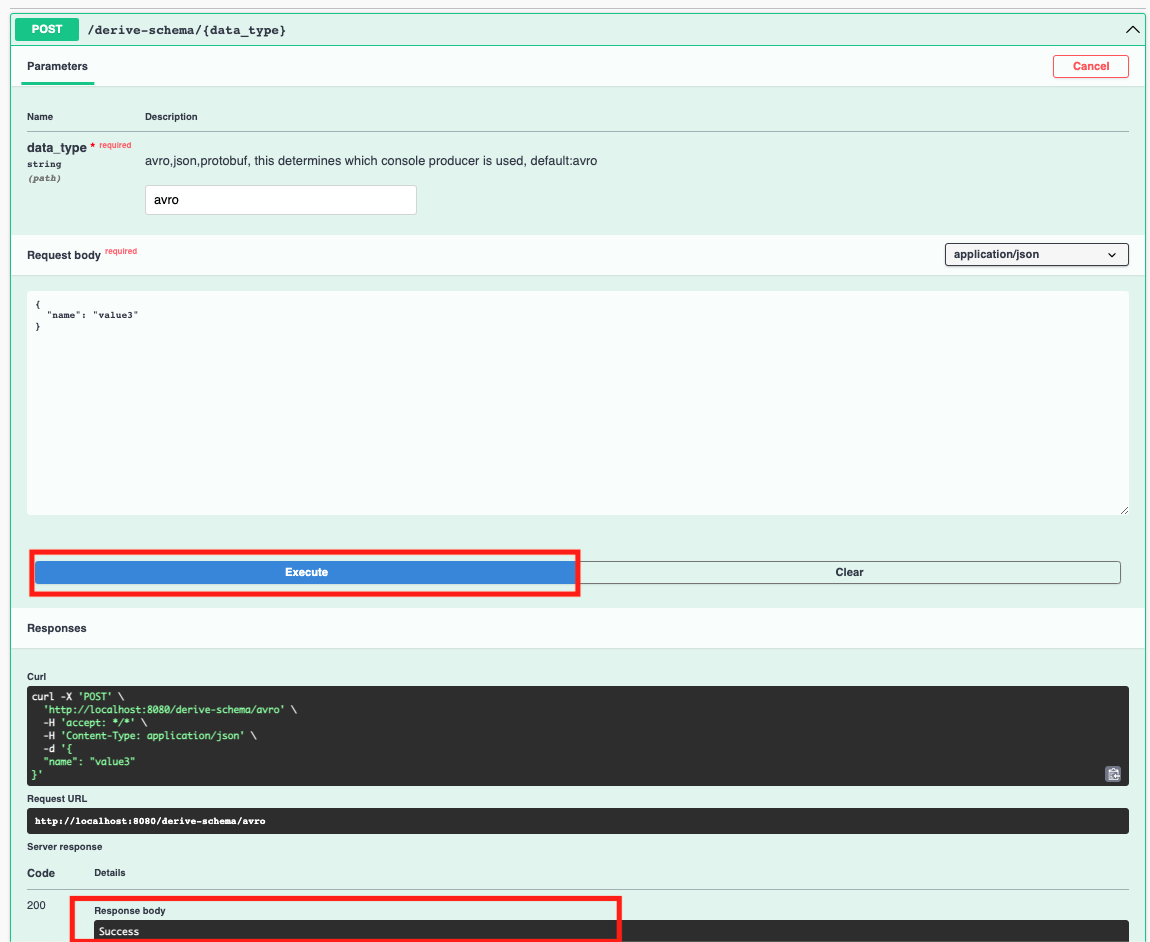 POST /derive-schema/{data_type}
Parameters
Cancel
Name Description
data_type * required
string
(path)
avro,json,protobuf, this determines which console producer is used, default:avro
avro
Request body required
application/json
{
  "name": "value3"
}
Execute
Clear
Responses
Curl
curl -X 'POST' \
  'http://localhost:8080/derive-schema/avro' \
  -H 'accept: */*' \
  -H 'Content-Type: application/json' \
  -d '{
  "name": "value3"
}'
Request URL
http://localhost:8080/derive-schema/avro
Server response
Code Details
200
Response body
Success